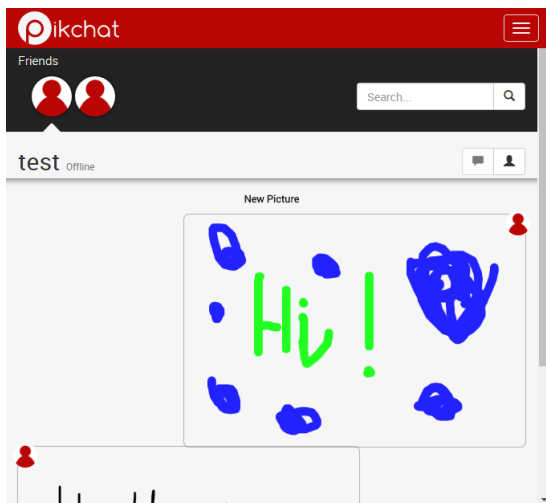 pikchat
Friends
Search...
test Offline
New Picture
Hi!